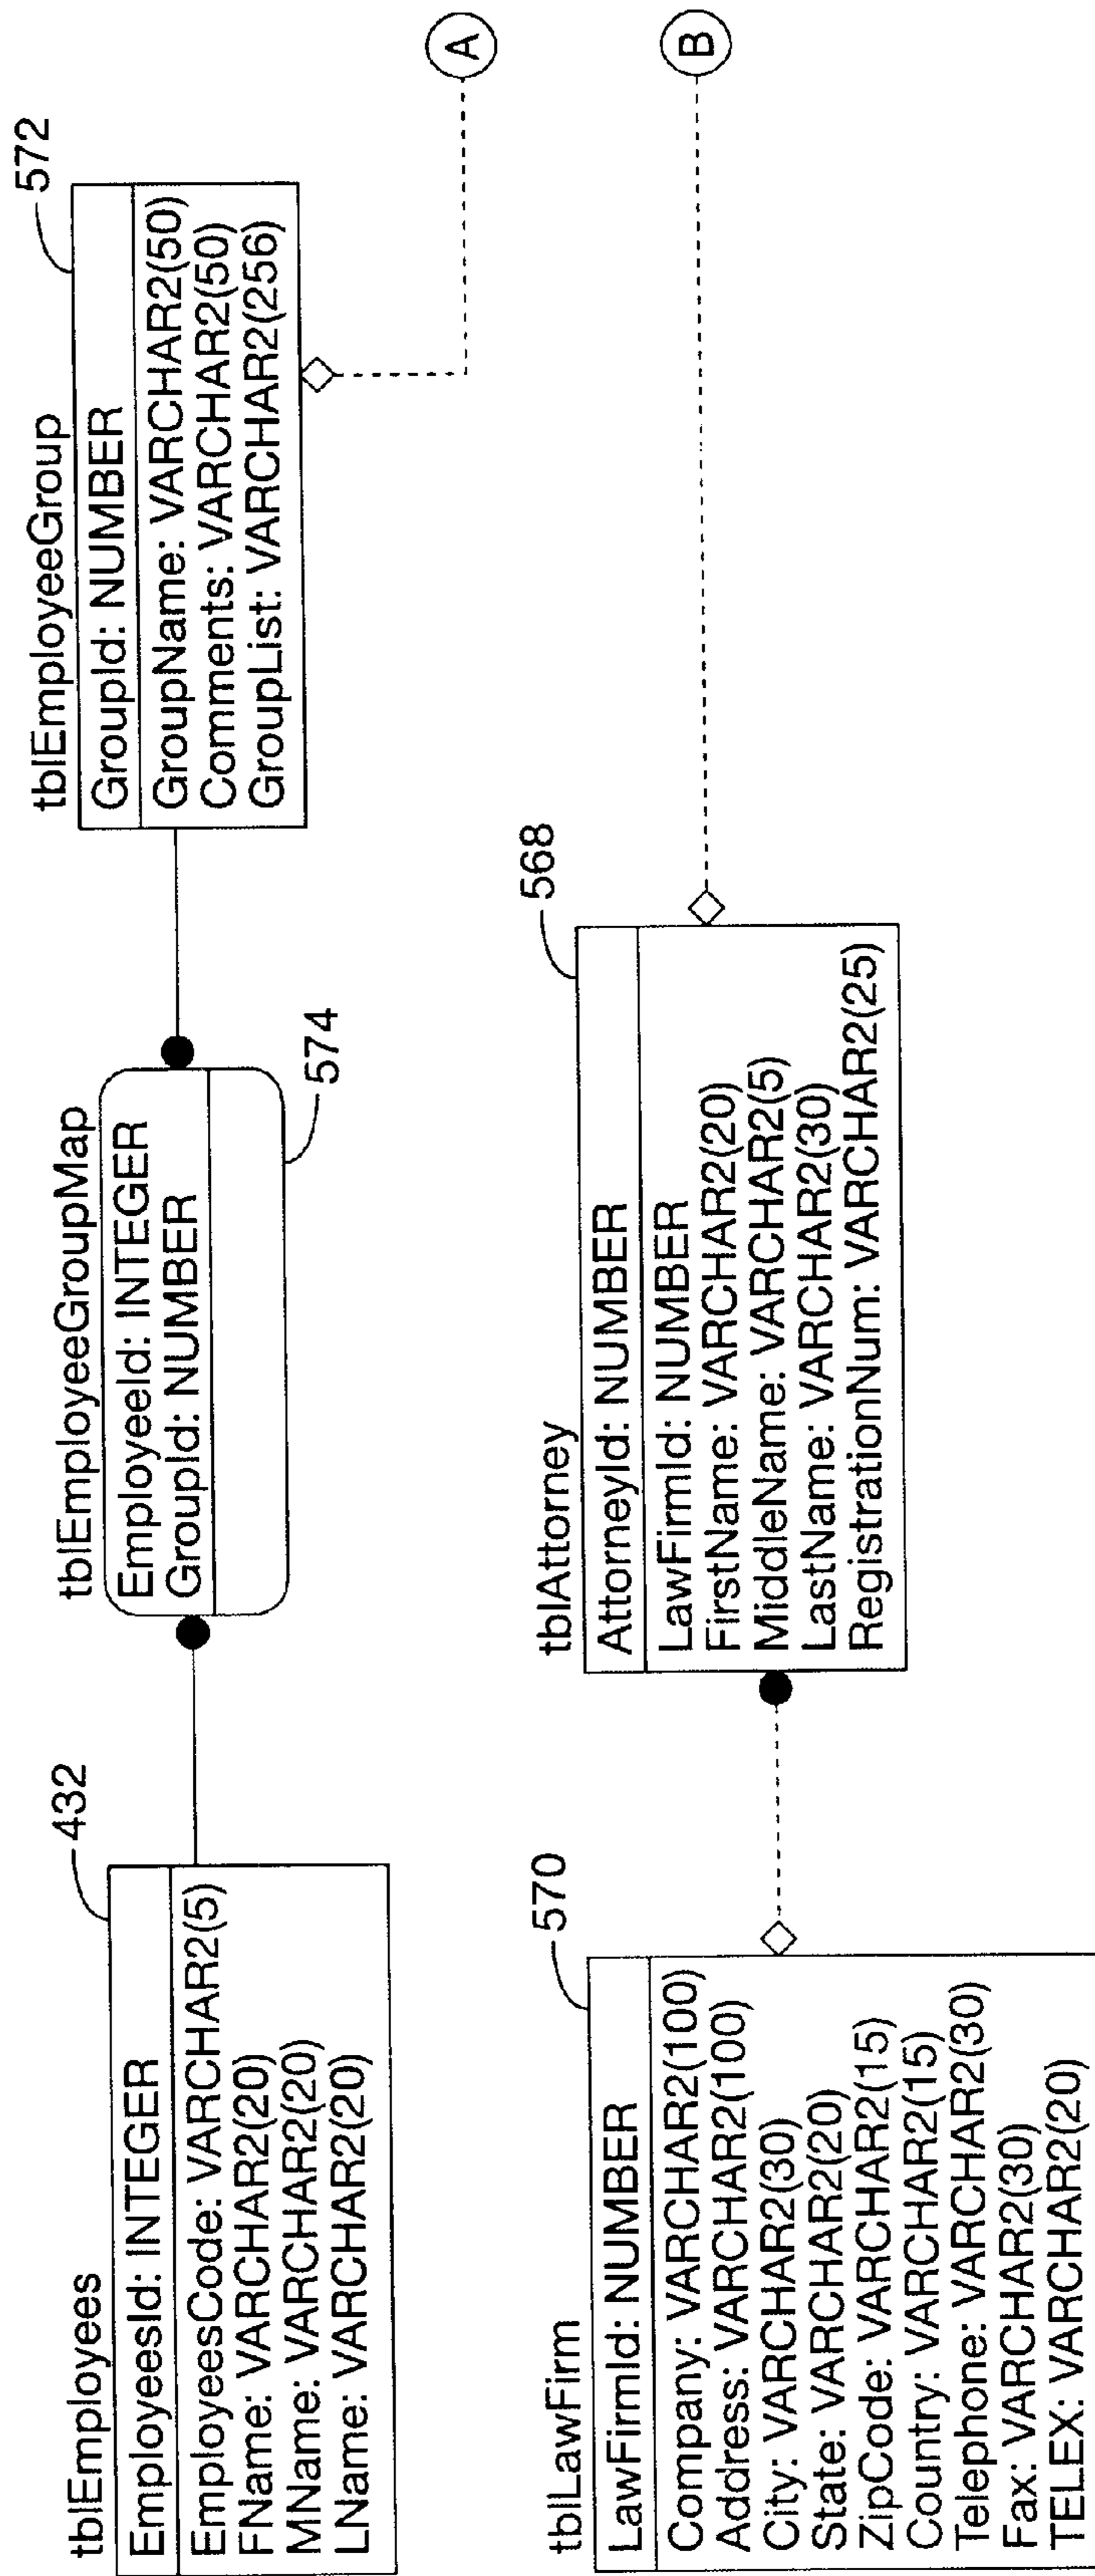 tblEmployees
432
EmployeesId: INTEGER
EmployeesCode: VARCHAR2(5)
FName: VARCHAR2(20)
MName: VARCHAR2(20)
LName: VARCHAR2(20)
tblEmployeeGroupMap
EmployeeId: INTEGER
GroupId: NUMBER
574
tblEmployeeGroup
572
GroupId: NUMBER
GroupName: VARCHAR2(50)
Comments: VARCHAR2(50)
GroupList: VARCHAR2(256)
A
tblLawFirm
570
LawFirmId: NUMBER
Company: VARCHAR2(100)
Address: VARCHAR2(100)
City: VARCHAR2(30)
State: VARCHAR2(20)
ZipCode: VARCHAR2(15)
Country: VARCHAR2(15)
Telephone: VARCHAR2(30)
Fax: VARCHAR2(30)
TELEX: VARCHAR2(20)
tblAttorney
568
AttorneyId: NUMBER
LawFirmId: NUMBER
FirstName: VARCHAR2(20)
MiddleName: VARCHAR2(5)
LastName: VARCHAR2(30)
RegistrationNum: VARCHAR2(25)
B